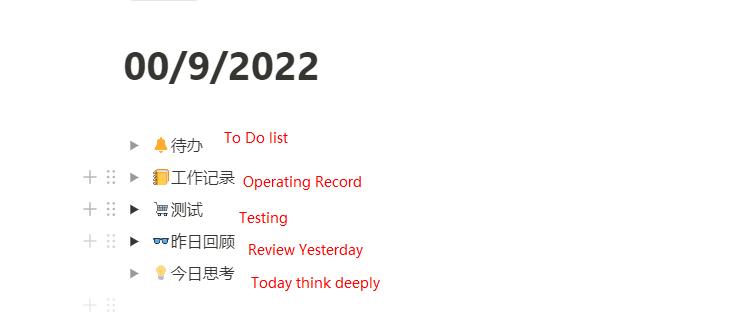 00/9/2022
待办 To Do list
工作记录 Operating Record
测试 Testing
昨日回顾 Review Yesterday
今日思考 Today think deeply